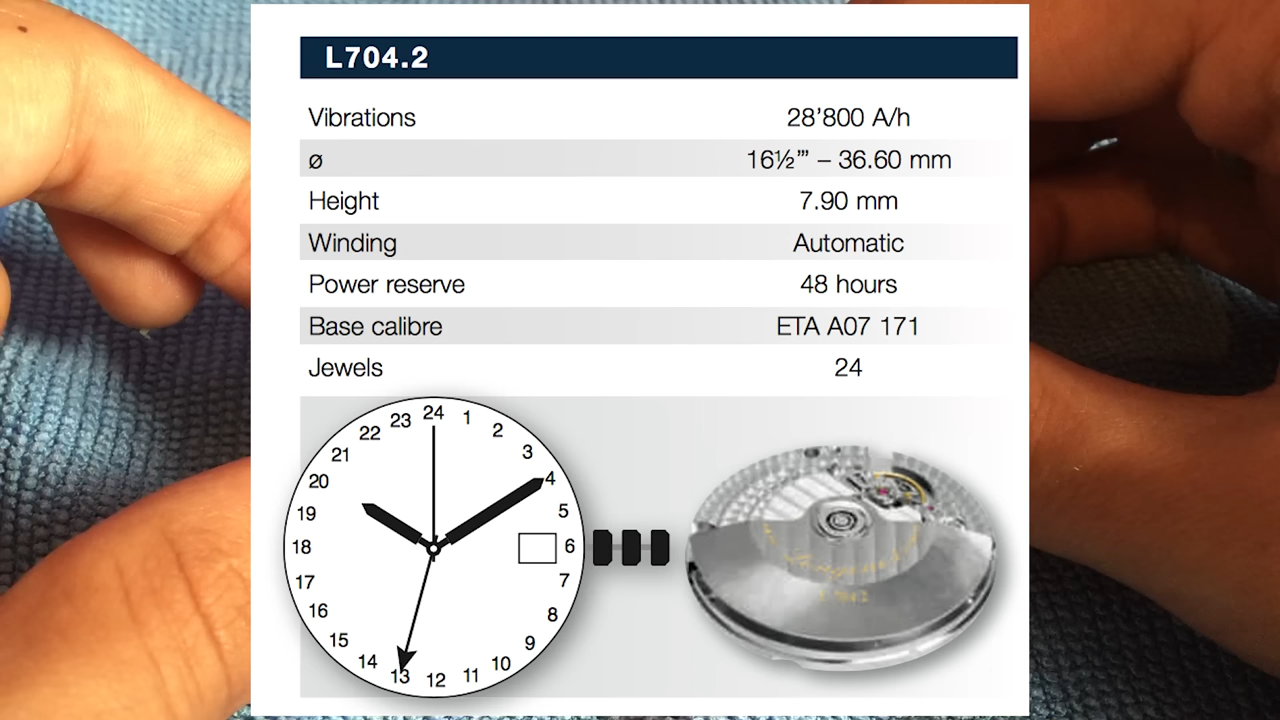 L704.2
Vibrations 28’800 A/h
ø 16½’’’ – 36.60 mm
Height 7.90 mm
Winding Automatic
Power reserve 48 hours
Base calibre ETA A07 171
Jewels 24
24
23 1
22 2
21 3
20 4
19 5
18 6
17 7
16 8
15 9
14 10
13 12 11